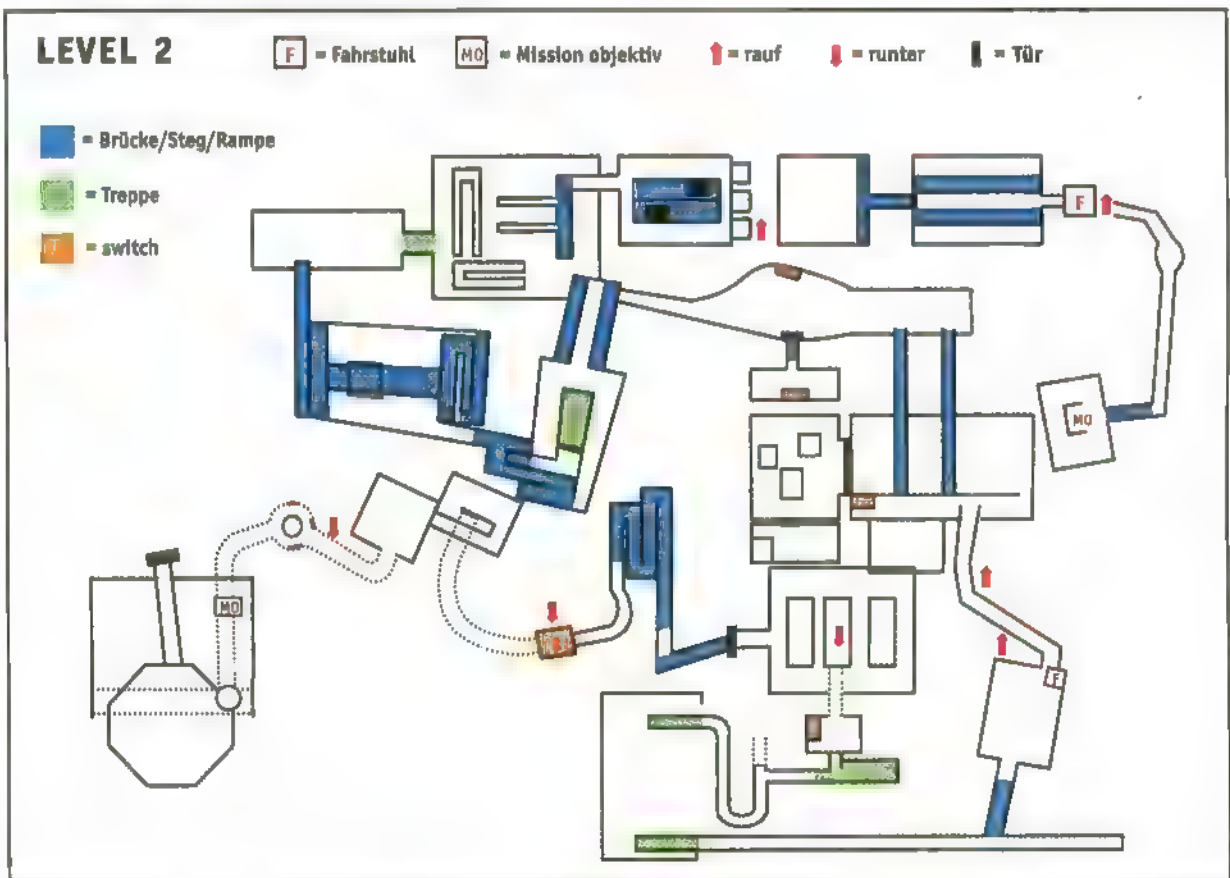 LEVEL 2
F = Fahrstuhl
MO = Mission objektiv
= rauf
= runter
= Tür
= Brücke/Steg/Rampe
= Treppe
= switch
F
MO
MO
F